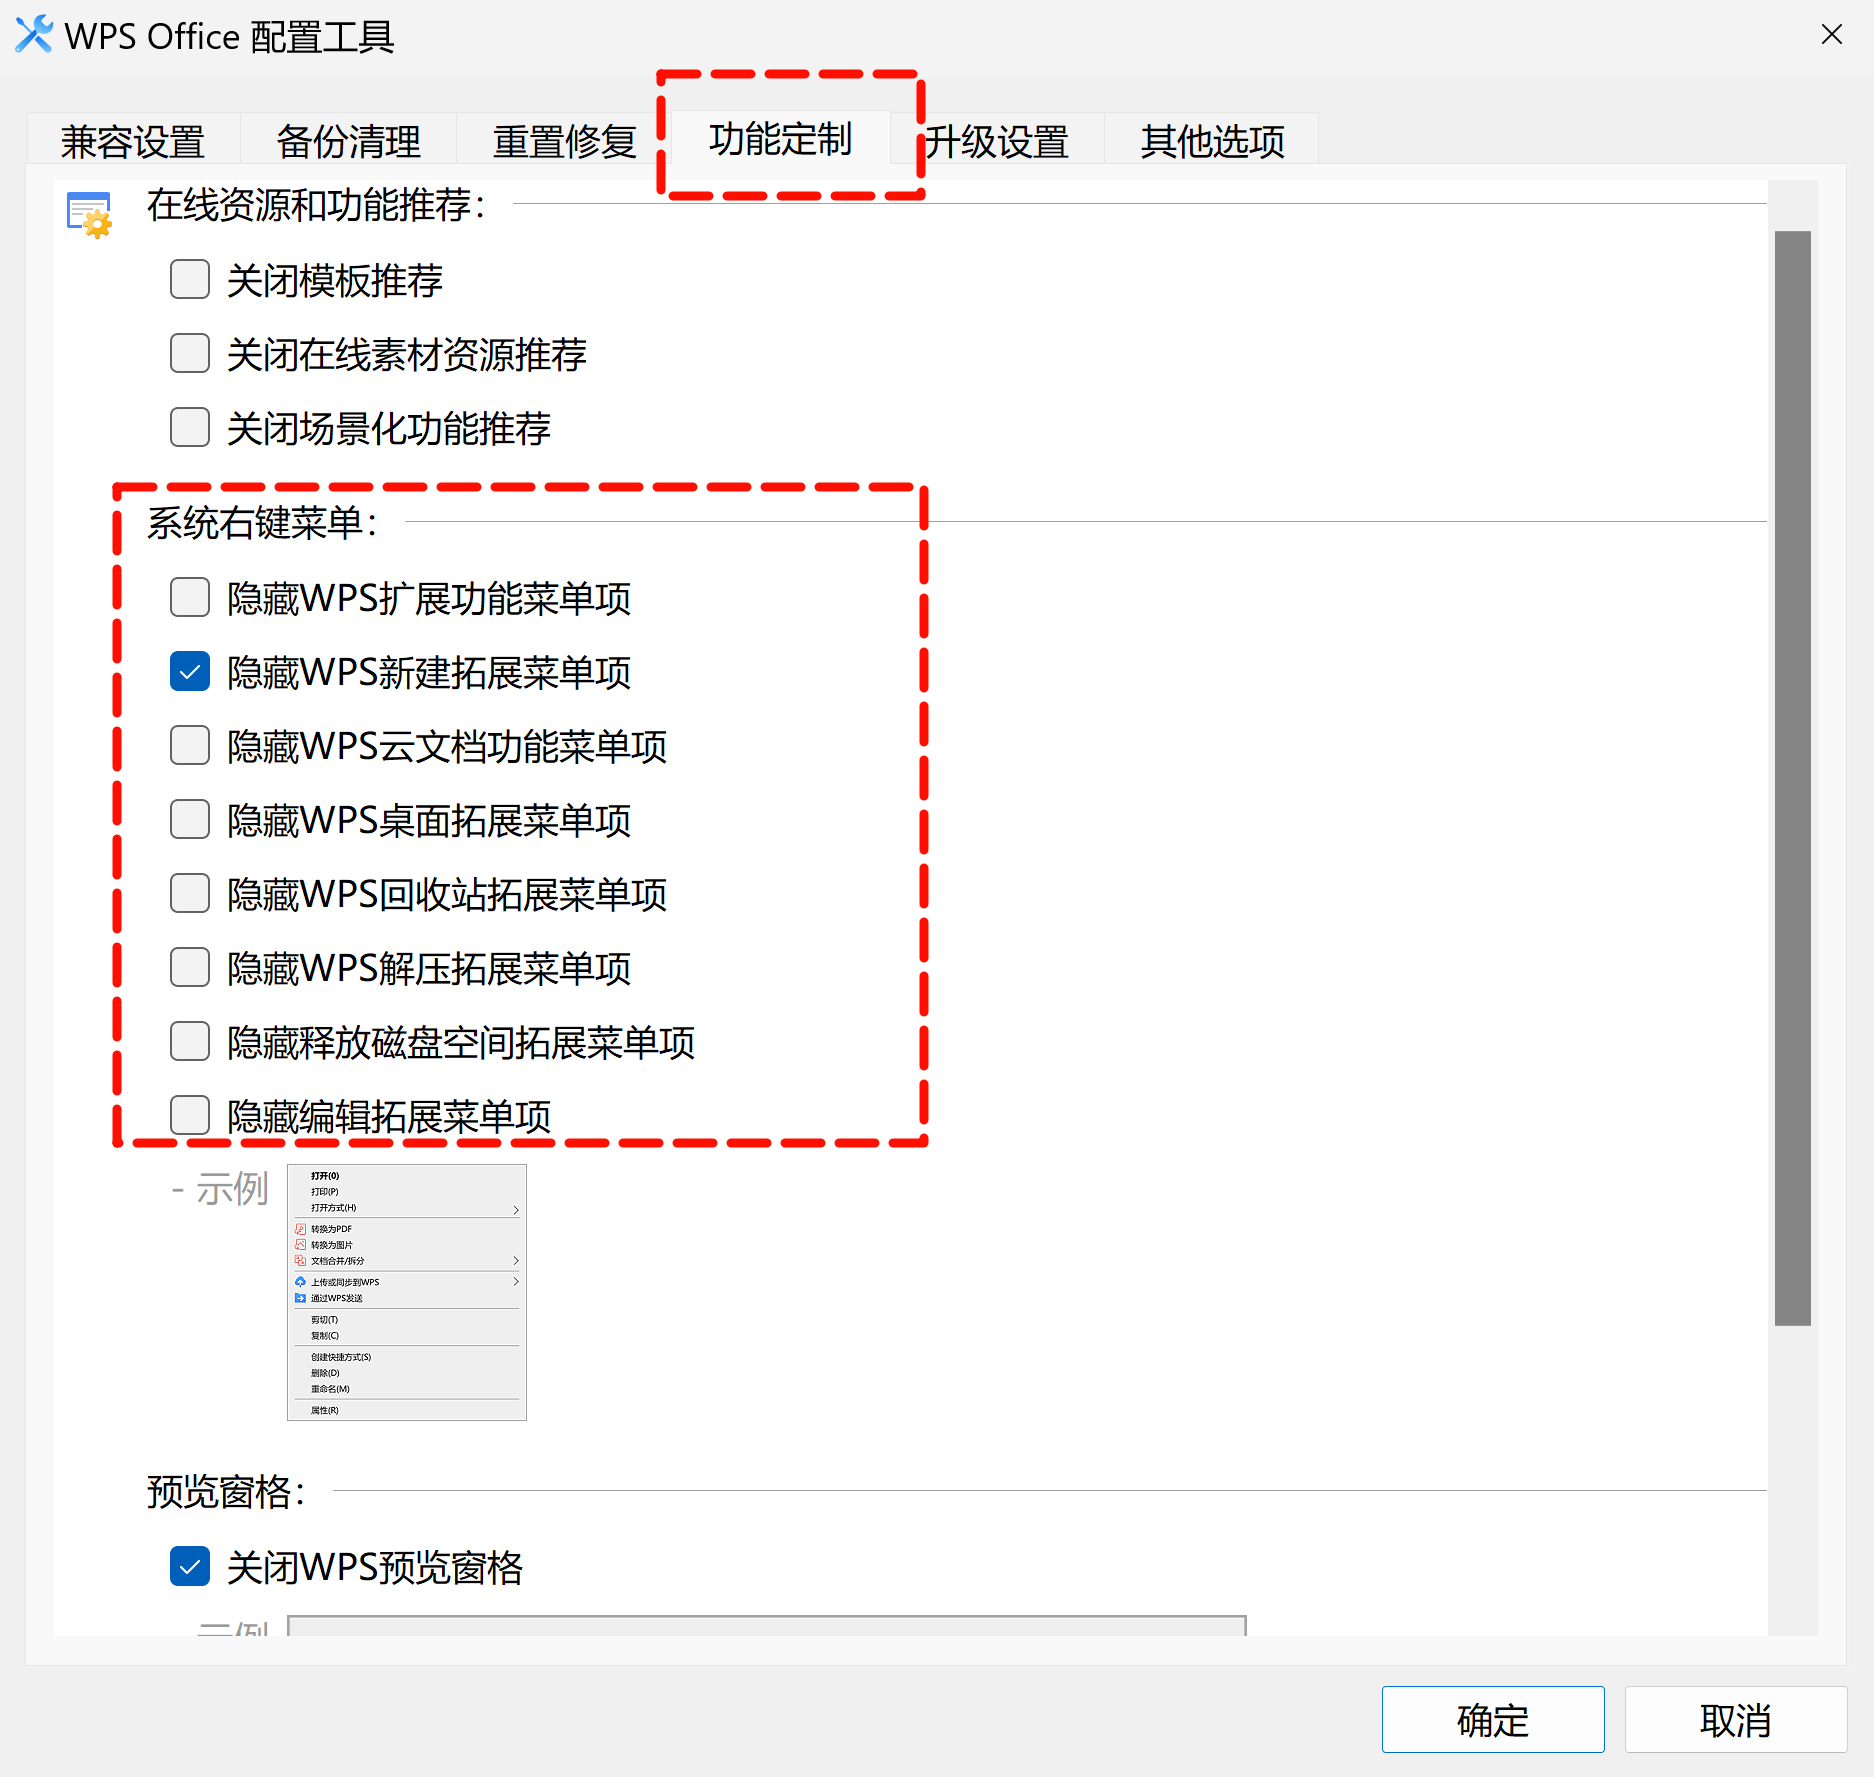 WPS Office 配置工具
兼容设置 备份清理 重置修复 功能定制 升级设置 其他选项
在线资源和功能推荐：
关闭模板推荐
关闭在线素材资源推荐
关闭场景化功能推荐
系统右键菜单：
隐藏WPS扩展功能菜单项
隐藏WPS新建拓展菜单项
隐藏WPS云文档功能菜单项
隐藏WPS桌面拓展菜单项
隐藏WPS回收站拓展菜单项
隐藏WPS解压拓展菜单项
隐藏释放磁盘空间拓展菜单项
隐藏编辑拓展菜单项
- 示例
打开(0)
打印(P)
打开方式(H)
转换为PDF
转换为图片
文档合并/拆分
上传或同步到WPS
通过WPS发送
剪切(T)
复制(C)
创建快捷方式(S)
删除(D)
重命名(M)
属性(R)
预览窗格：
关闭WPS预览窗格
示例
确定 取消